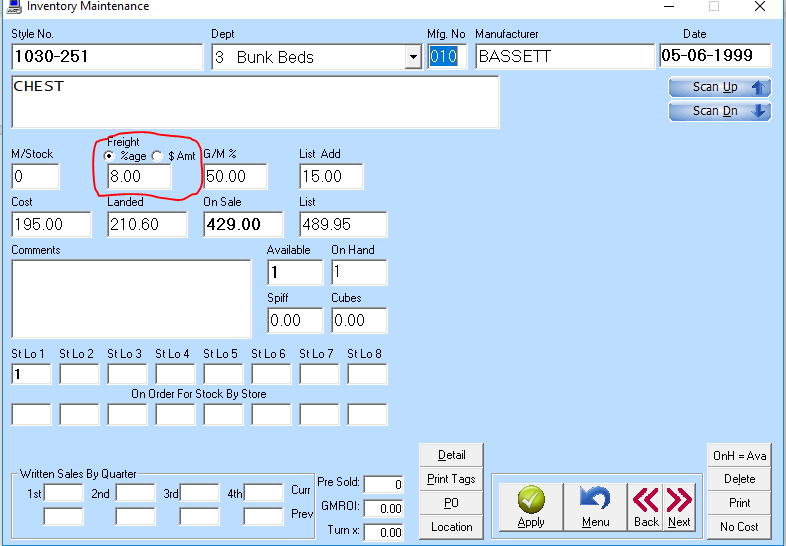 Inventory Maintenance
Style No. Dept Mfg. No Manufacturer Date
1030-251 3 Bunk Beds 010 BASSETT 05-06-1999
CHEST
Scan Up
Scan Dn
Freight
M/Stock %age $ Amt G/M % List Add
0 8.00 50.00 15.00
Cost Landed On Sale List
195.00 210.60 429.00 489.95
Comments Available On Hand
1 1
Spiff Cubes
0.00 0.00
St Lo 1 St Lo 2 St Lo 3 St Lo 4 St Lo 5 St Lo 6 St Lo 7 St Lo 8
1
On Order For Stock By Store
Written Sales By Quarter
1st 2nd 3rd 4th Curr
Prev
Pre Sold: 0
GMROI: 0.00
Turn x: 0.00
Detail
Print Tags
PO
Location
Apply Menu Back Next
OnH = Ava
Delete
Print
No Cost